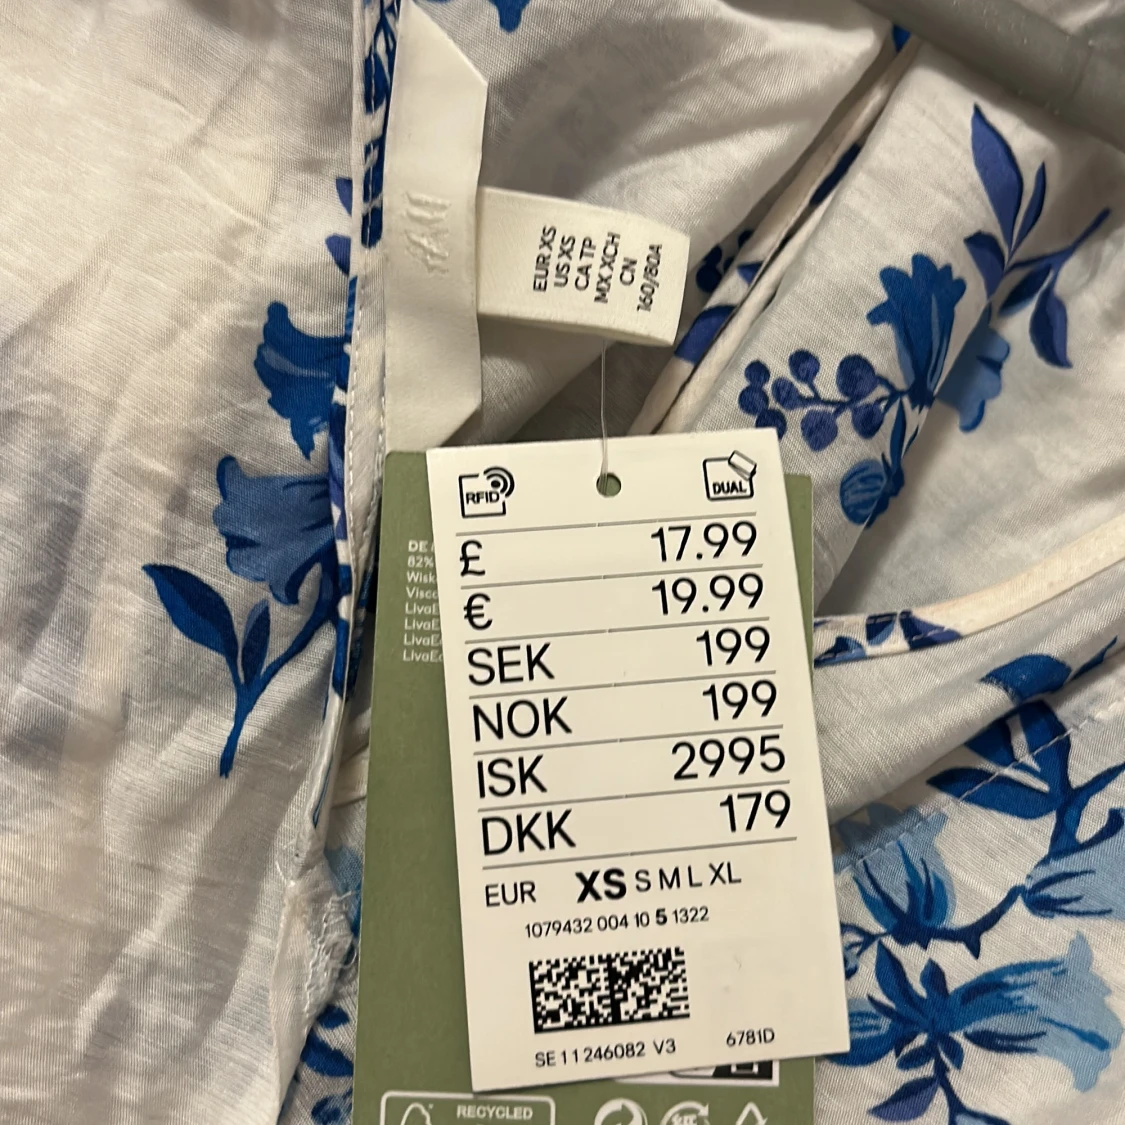 H&M
EUR XS
US XS
CA TP
MX XCH
CN
160/80A
RFID
DUAL
£ 17.99
€ 19.99
SEK 199
NOK 199
ISK 2995
DKK 179
EUR XS S M L XL
1079432 004 10 5 1322
SE 11 246082 V3 6781D
DE
82%
RECYCLED